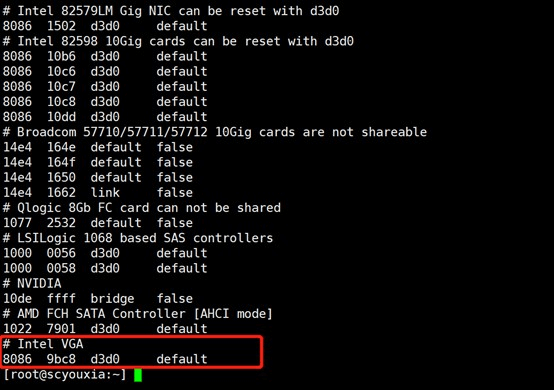 # Intel 82579LM Gig NIC can be reset with d3d0
8086  1502  d3d0     default
# Intel 82598 10Gig cards can be reset with d3d0
8086  10b6  d3d0     default
8086  10c6  d3d0     default
8086  10c7  d3d0     default
8086  10c8  d3d0     default
8086  10dd  d3d0     default
# Broadcom 57710/57711/57712 10Gig cards are not shareable
14e4  164e  default  false
14e4  164f  default  false
14e4  1650  default  false
14e4  1662  link     false
# Qlogic 8Gb FC card can not be shared
1077  2532  default  false
# LSILogic 1068 based SAS controllers
1000  0056  d3d0     default
1000  0058  d3d0     default
# NVIDIA
10de  ffff  bridge   false
# AMD FCH SATA Controller [AHCI mode]
1022  7901  d3d0     default
# Intel VGA
8086  9bc8  d3d0     default
[root@scyouxia:~]